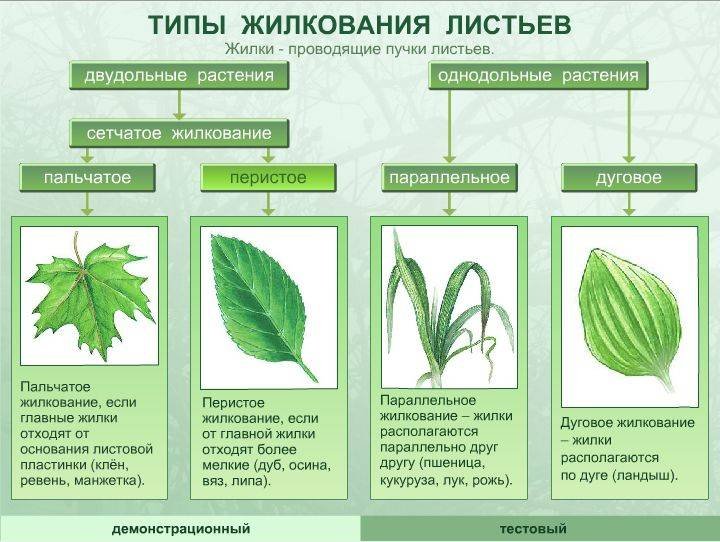 ТИПЫ ЖИЛКОВАНИЯ ЛИСТЬЕВ
Жилки - проводящие пучки листьев.
двудольные растения
однодольные растения
сетчатое жилкование
пальчатое
перистое
параллельное
дуговое
Пальчатое
жилкование, если
главные жилки
отходят от
основания листовой
пластинки (клён,
ревень, манжетка).
Перистое
жилкование, если
от главной жилки
отходят более
мелкие (дуб, осина,
вяз, липа).
Параллельное
жилкование – жилки
располагаются
параллельно друг
другу (пшеница,
кукуруза, лук, рожь).
Дуговое жилкование
– жилки
располагаются
по дуге (ландыш).
демонстрационный
тестовый